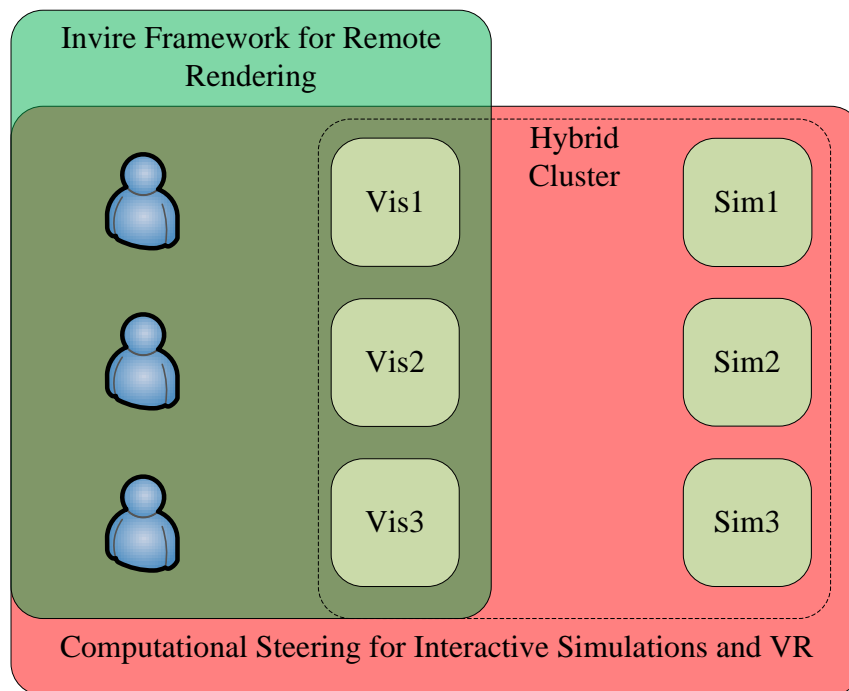 Invire Framework for Remote
Rendering
Hybrid
Cluster
Vis1
Sim1
Vis2
Sim2
Vis3
Sim3
Computational Steering for Interactive Simulations and VR